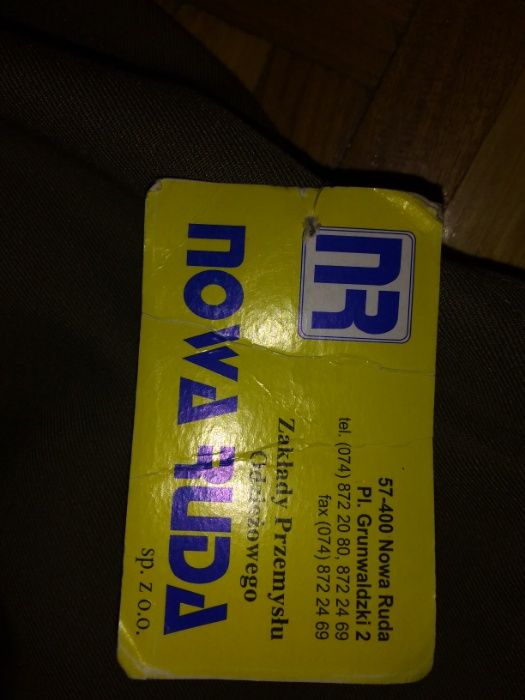 NR
57-400 Nowa Ruda
Pl. Grunwaldzki 2
tel. (074) 872 20 80, 872 24 69
fax (074) 872 24 69
Zakłady Przemysłu
Odzieżowego
NOWA RUDA
sp. z o.o.